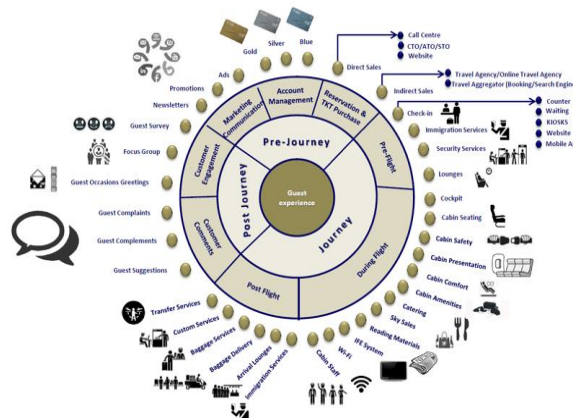 Silver
Blue
Gold
Ads
Promotions
Newsletters
Guest Survey
Focus Group
Guest Occasions Greetings
Guest Complaints
Guest Complements
Guest Suggestions
Direct Sales
Call Centre
CTO/ATO/STO
Website
Indirect Sales
Travel Agency/Online Travel Agency
Travel Aggregator (Booking/Search Engine
Check-in
Counter
Waiting
KIOSKS
Website
Mobile A
Immigration Services
Security Services
Lounges
Cockpit
Cabin Seating
Cabin Safety
Cabin Presentation
Cabin Comfort
Cabin Amenities
Catering
Sky Sales
Reading Materials
IFE System
Wi-Fi
Cabin Staff
Immigration Services
Arrival Lounges
Baggage Delivery
Baggage Services
Custom Services
Transfer Services
Marketing
Communication
Account
Management
Reservation &
TKT Purchase
Pre-Flight
During Flight
Post Flight
Customer
Comments
Customer
Engagement
Pre-Journey
Journey
Post Journey
Guest
experience